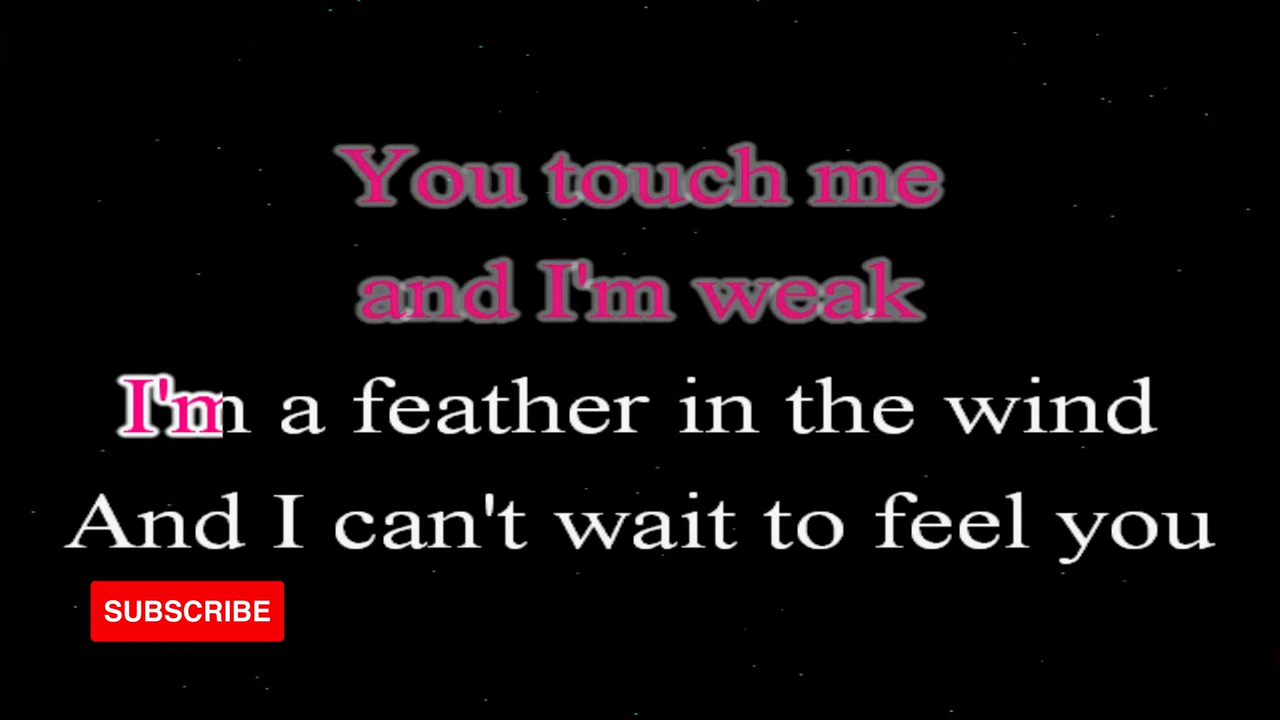 You touch me
and I'm weak
I'm a feather in the wind
And I can't wait to feel you
SUBSCRIBE